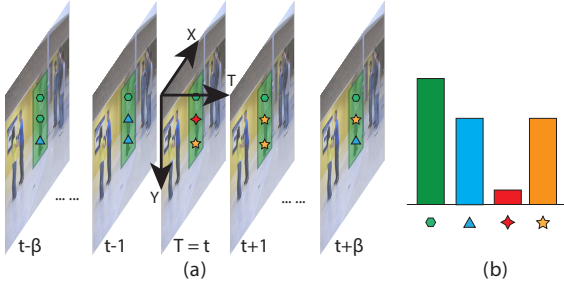 X
T
Y
... ...
... ...
t-β
t-1
T = t
t+1
t+β
(a)
(b)